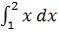 ∫₁² x dx